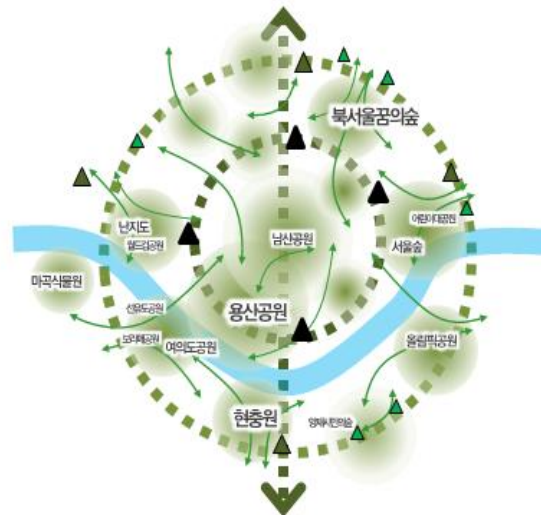 북서울꿈의숲
난지도
월드컵공원
어린이대공원
남산공원
서울숲
마곡식물원
선유도공원
용산공원
보라매공원
여의도공원
올림픽공원
현충원
양재시민의숲